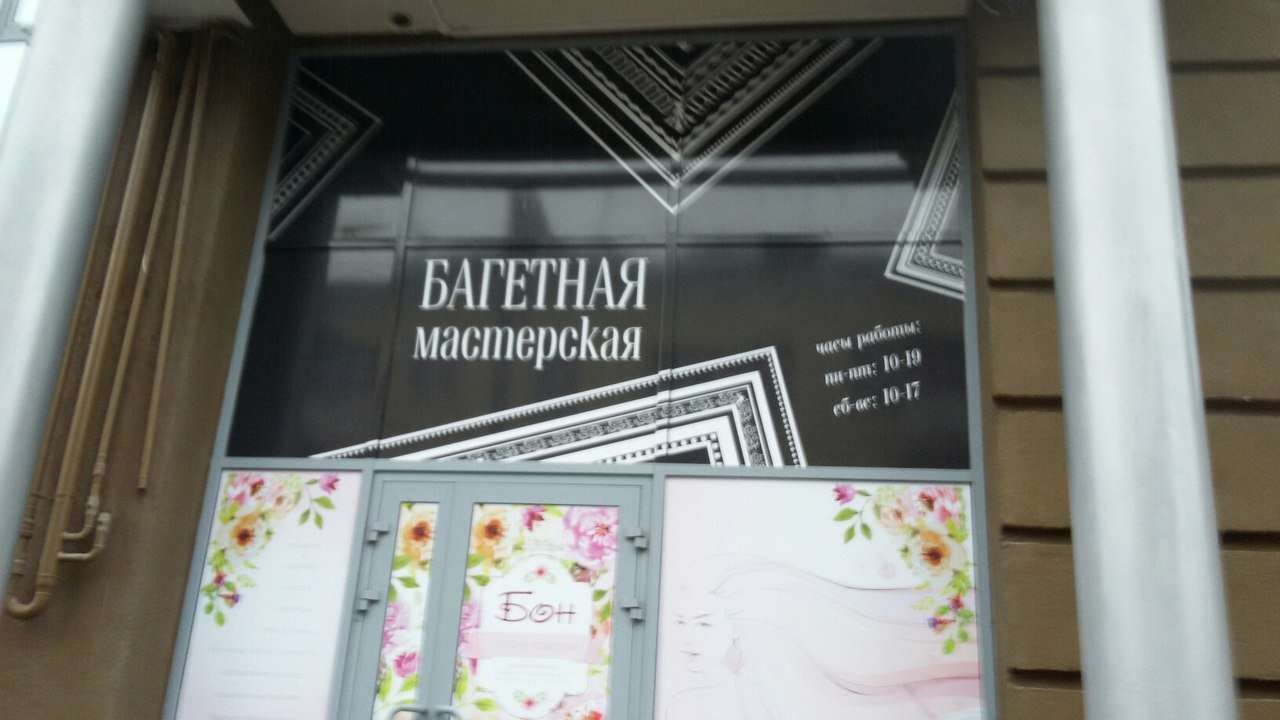 БАГЕТНАЯ
мастерская
часы работы:
пн-пт: 10-19
сб-вс: 10-17
Бон